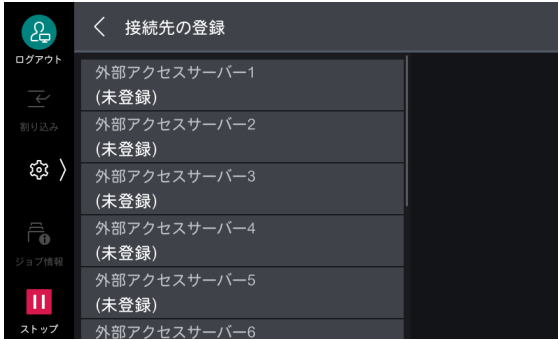 接続先の登録
ログアウト
外部アクセスサーバー1
(未登録)
割り込み
外部アクセスサーバー2
(未登録)
外部アクセスサーバー3
(未登録)
外部アクセスサーバー4
(未登録)
ジョブ情報
外部アクセスサーバー5
(未登録)
ストップ
外部アクセスサーバー6